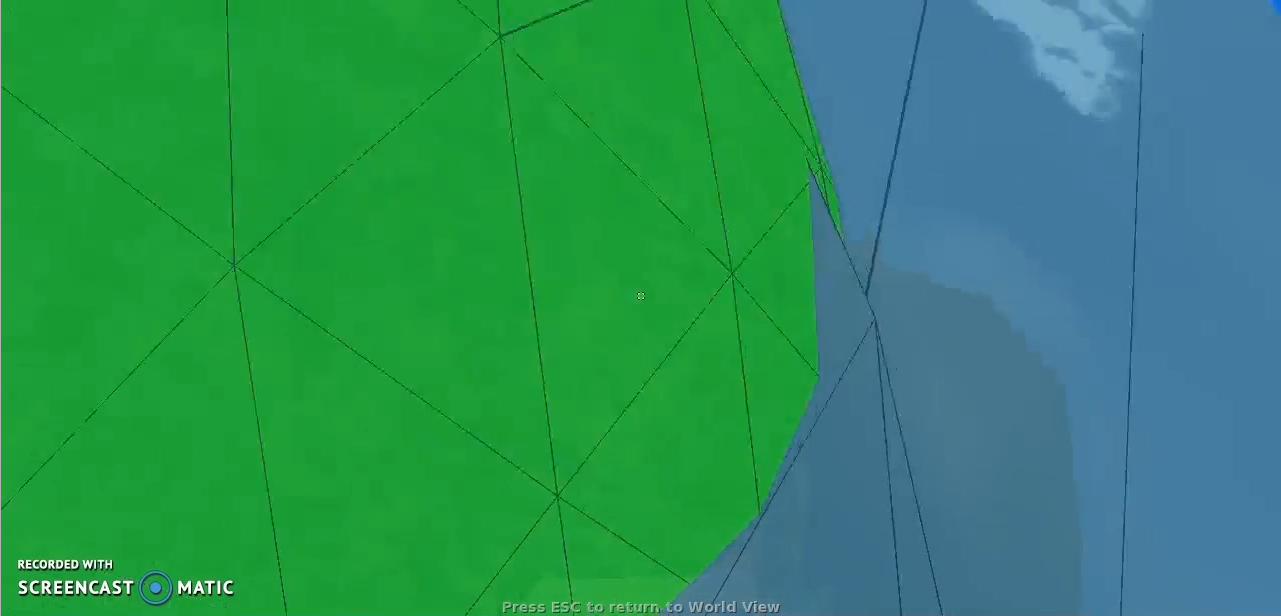 RECORDED WITH
SCREENCAST MATIC
Press ESC to return to World View